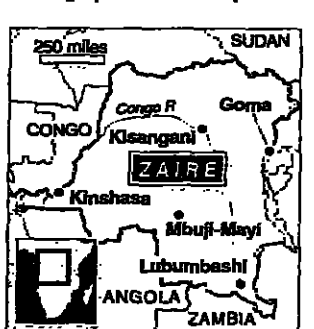 250 miles
SUDAN
Congo R
Goma
CONGO
Kisangani
ZAIRE
Kinshasa
Mbuji-Mayi
Lubumbashi
ANGOLA
ZAMBIA